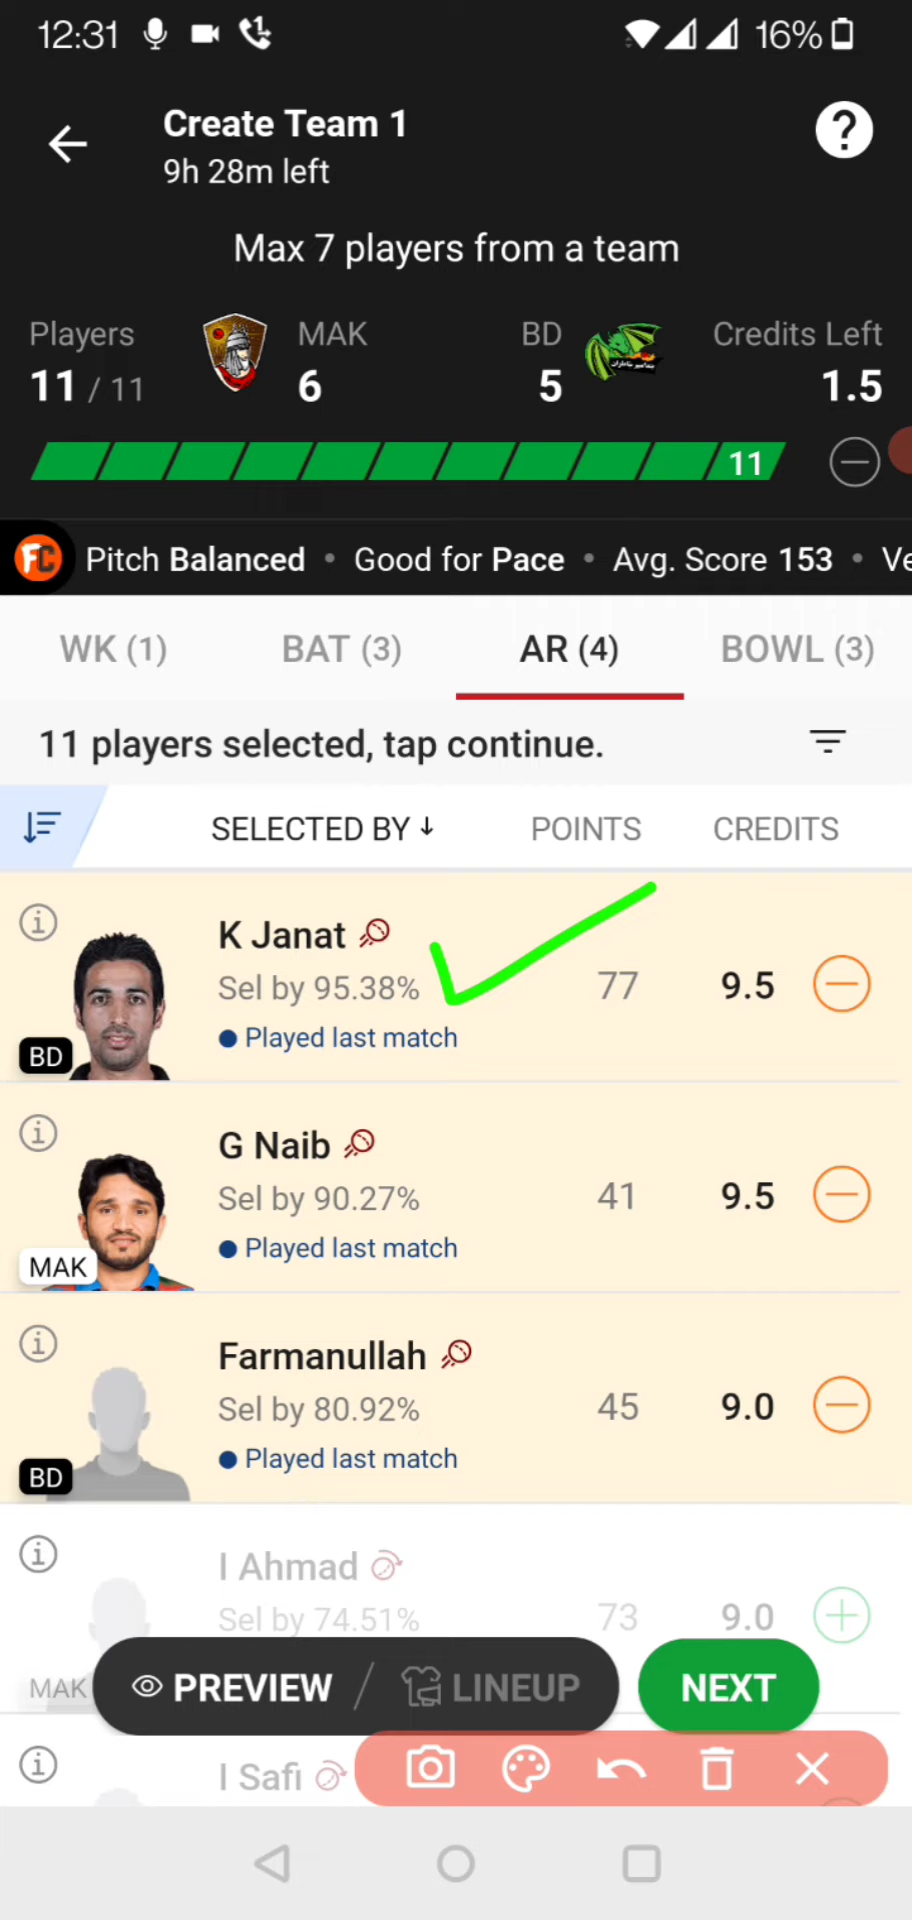 12:31
16%
Create Team 1
9h 28m left
Max 7 players from a team
Players MAK BD Credits Left
11 / 11 6 5 1.5
11
FC Pitch Balanced • Good for Pace • Avg. Score 153 • Ve
WK (1) BAT (3) AR (4) BOWL (3)
11 players selected, tap continue.
SELECTED BY ↓ POINTS CREDITS
K Janat
Sel by 95.38% 77 9.5
Played last match
BD
G Naib
Sel by 90.27% 41 9.5
Played last match
MAK
Farmanullah
Sel by 80.92% 45 9.0
Played last match
BD
I Ahmad
Sel by 74.51% 73 9.0
MAK
PREVIEW / LINEUP NEXT
I Safi